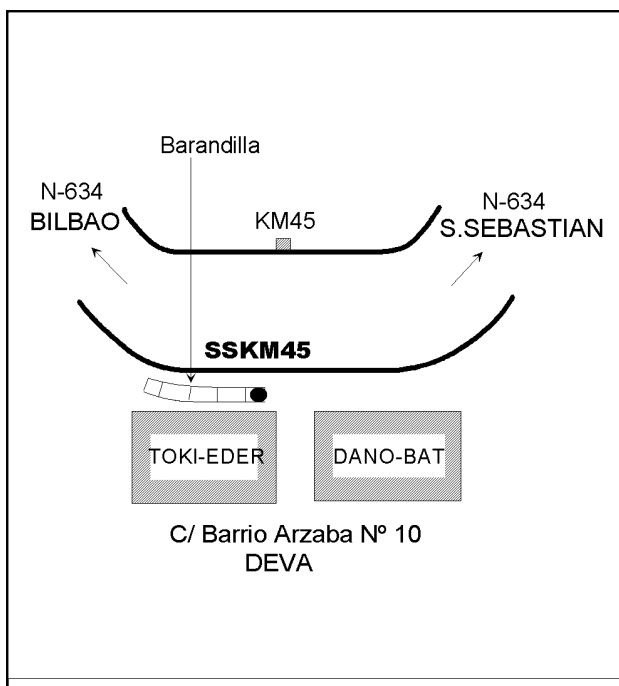 Barandilla
N-634
BILBAO
KM45
N-634
S.SEBASTIAN
SSKM45
TOKI-EDER
DANO-BAT
C/ Barrio Arzaba Nº 10
DEVA